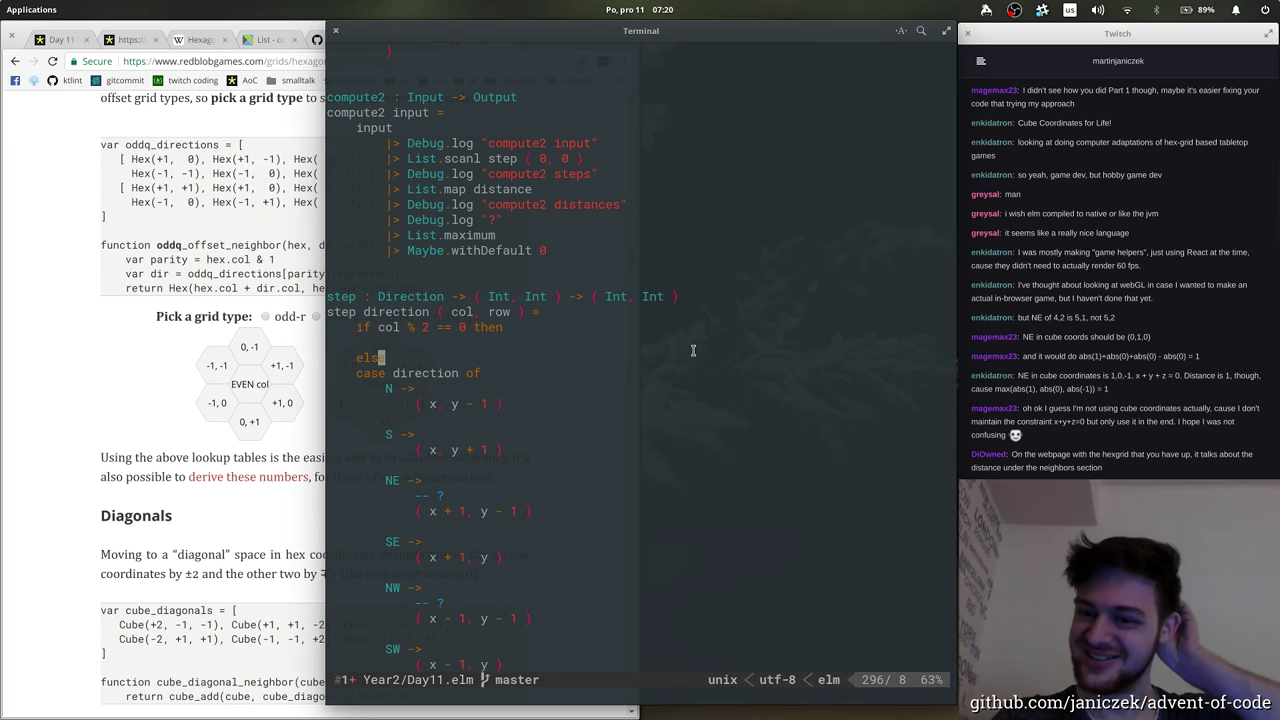 Applications
Po, pro 11 07:20
us
89%
Day 11
https:/
Hexago
List - c
Terminal
Twitch
Secure
https://www.redblobgames.com/grids/hexago
ktlint
gitcommit
twitch coding
AoC
smalltalk
martinjaniczek
offset grid types, so pick a grid type to s
var oddq_directions = [
[ Hex(+1, 0), Hex(+1, -1), Hex(
Hex(-1, -1), Hex(-1, 0), Hex(
[ Hex(+1, +1), Hex(+1, 0), Hex(
Hex(-1, 0), Hex(-1, +1), Hex(
]
function oddq_offset_neighbor(hex, d
var parity = hex.col & 1
var dir = oddq_directions[parity]
return Hex(hex.col + dir.col, he
Pick a grid type: odd-r
0, -1
-1, -1
+1, -1
EVEN col
-1, 0
+1, 0
0, +1
Using the above lookup tables is the easi
also possible to derive these numbers, fo
Diagonals
Moving to a “diagonal” space in hex coor
coordinates by ±2 and the other two by
var cube_diagonals = [
Cube(+2, -1, -1), Cube(+1, +1, -2
Cube(-2, +1, +1), Cube(-1, -1, +2
]
function cube_diagonal_neighbor(cube
return cube_add(cube, cube_diago
}
compute2 : Input -> Output
compute2 input =
input
|> Debug.log "compute2 input"
|> List.scanl step ( 0, 0 )
|> Debug.log "compute2 steps"
|> List.map distance
|> Debug.log "compute2 distances"
|> Debug.log "?"
|> List.maximum
|> Maybe.withDefault 0
step : Direction -> ( Int, Int ) -> ( Int, Int )
step direction ( col, row ) =
if col % 2 == 0 then
else
case direction of
N ->
( x, y - 1 )
S ->
( x, y + 1 )
NE ->
-- ?
( x + 1, y - 1 )
SE ->
( x + 1, y )
NW ->
-- ?
( x - 1, y - 1 )
SW ->
( x - 1, y )
#1+ Year2/Day11.elm master
unix < utf-8 < elm 296/ 8 63%
magemax23: I didn't see how you did Part 1 though, maybe it's easier fixing your
code that trying my approach
enkidatron: Cube Coordinates for Life!
enkidatron: looking at doing computer adaptations of hex-grid based tabletop
games
enkidatron: so yeah, game dev, but hobby game dev
greysal: man
greysal: i wish elm compiled to native or like the jvm
greysal: it seems like a really nice language
enkidatron: I was mostly making "game helpers", just using React at the time,
cause they didn't need to actually render 60 fps.
enkidatron: I've thought about looking at webGL in case I wanted to make an
actual in-browser game, but I haven't done that yet.
enkidatron: but NE of 4,2 is 5,1, not 5,2
magemax23: NE in cube coords should be (0,1,0)
magemax23: and it would do abs(1)+abs(0)+abs(0) - abs(0) = 1
enkidatron: NE in cube coordinates is 1,0,-1. x + y + z = 0. Distance is 1, though,
cause max(abs(1), abs(0), abs(-1)) = 1
magemax23: oh ok I guess I'm not using cube coordinates actually, cause I don't
maintain the constraint x+y+z=0 but only use it in the end. I hope I was not
confusing
DiOwned: On the webpage with the hexgrid that you have up, it talks about the
distance under the neighbors section
github.com/janiczek/advent-of-code